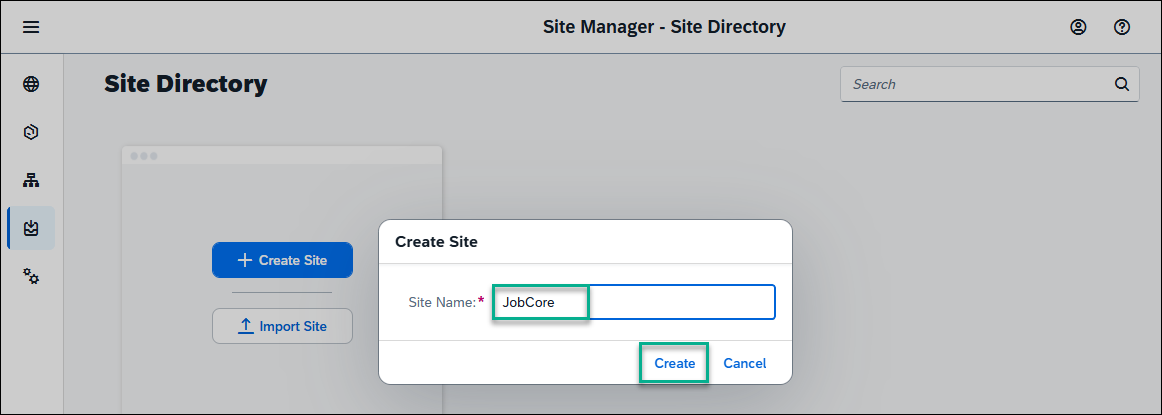 Site Manager - Site Directory
Site Directory
Search
Create Site
Import Site
Create Site
Site Name:*
JobCore
Create
Cancel